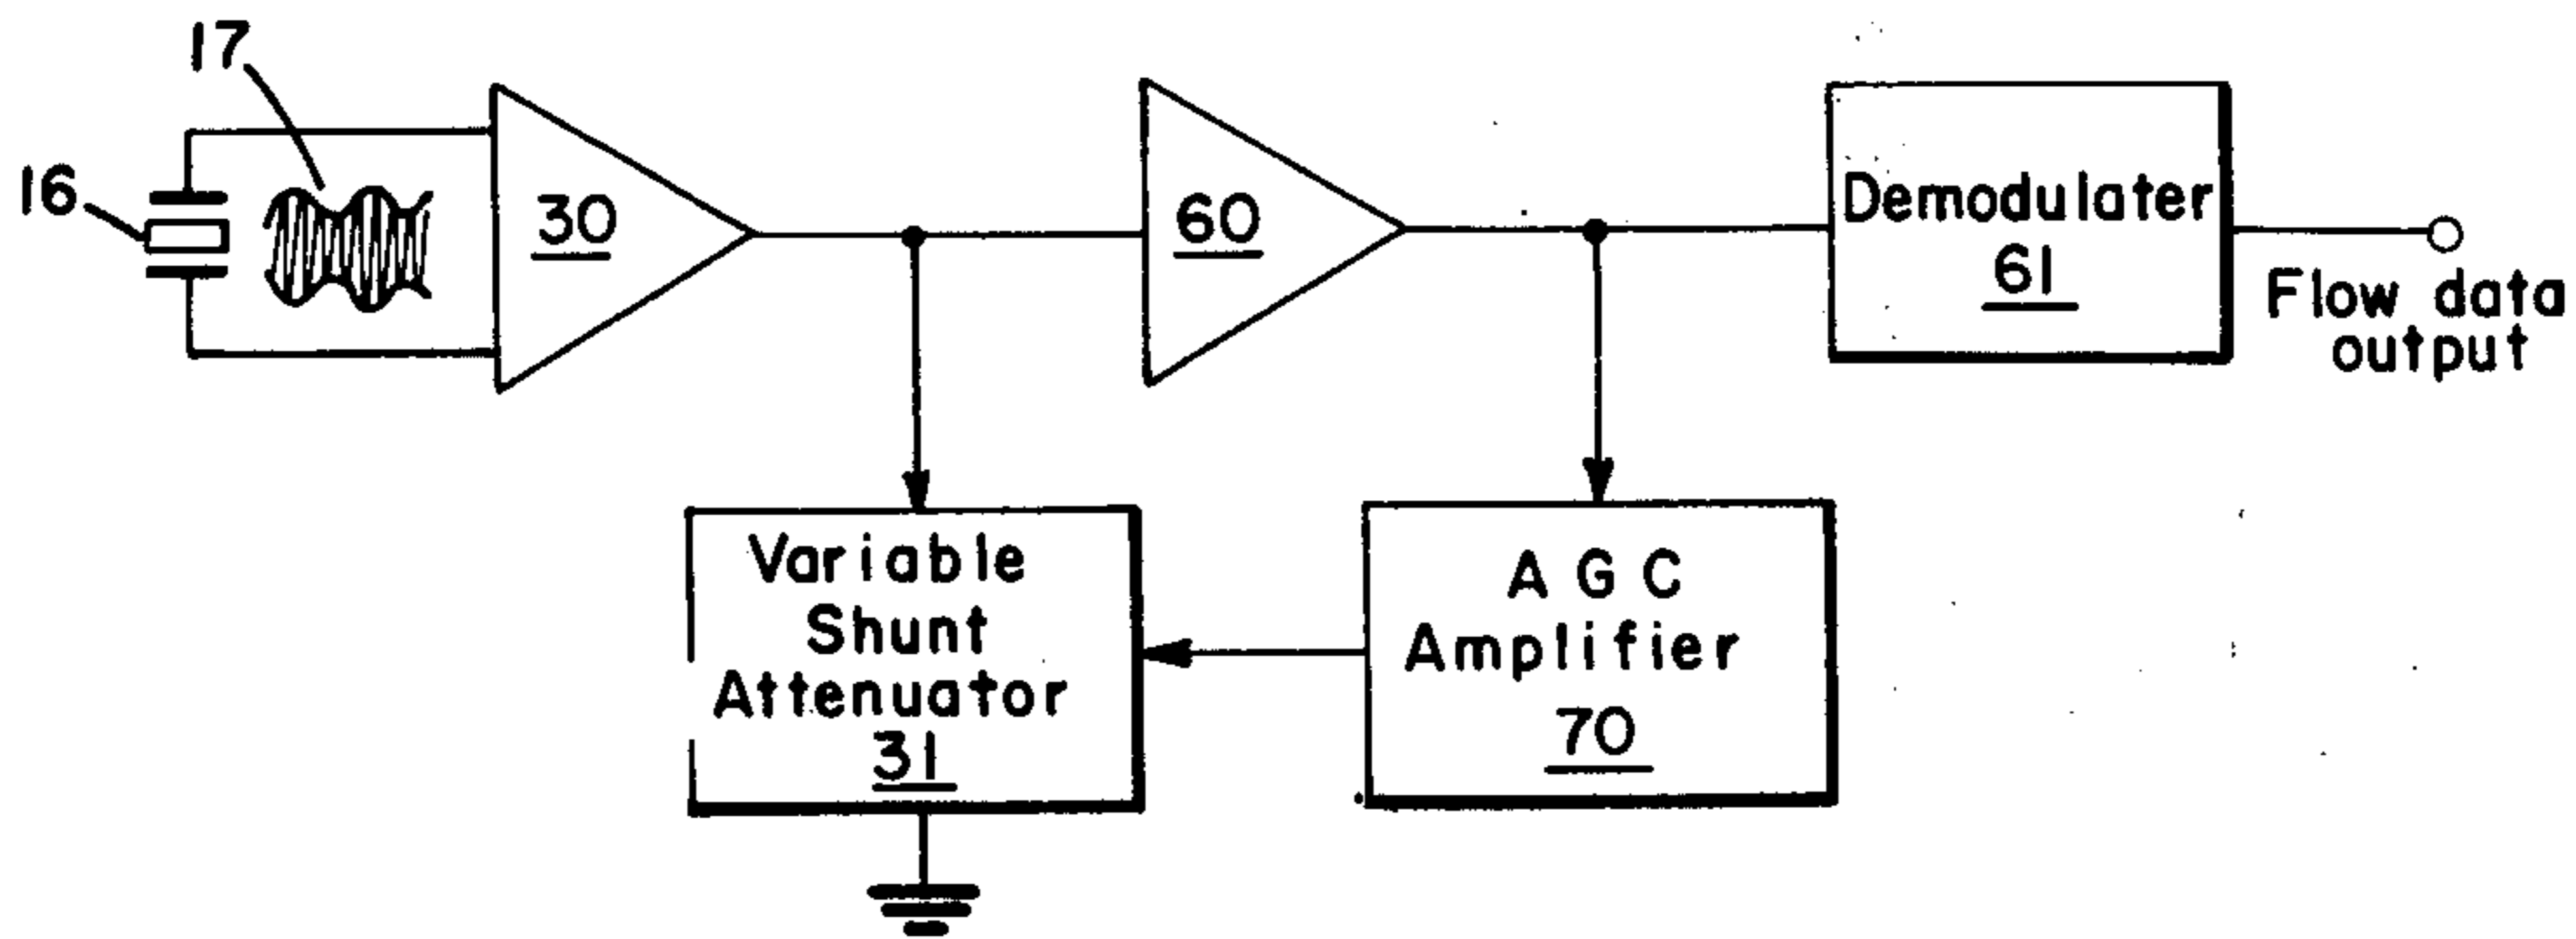 17
16
30
60
Demodulater
61
Flow data
output
Variable
Shunt
Attenuator
31
A G C
Amplifier
70